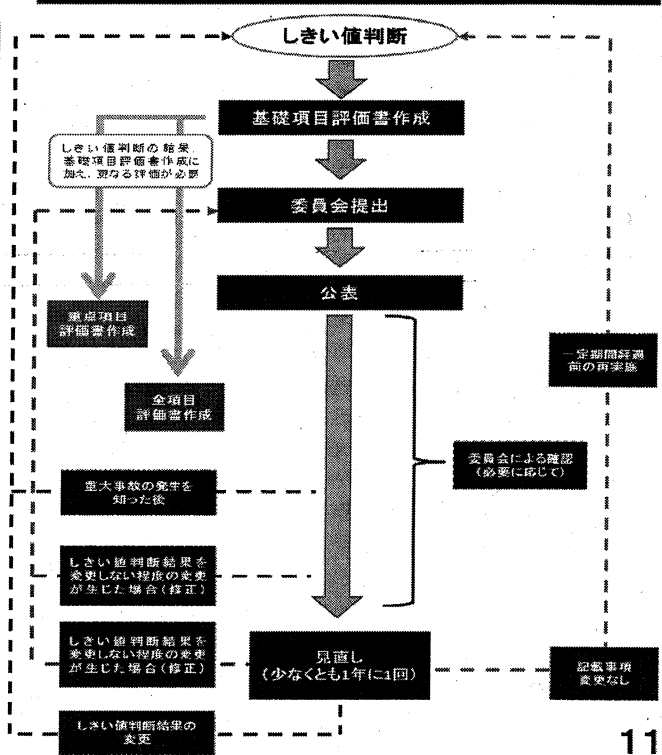 しきい値判断
基礎項目評価書作成
しきい値判断の結果、
基礎項目評価書作成に
加え、更なる評価が必要
委員会提出
公表
重点項目
評価書作成
全項目
評価書作成
一定期間経過
前の再実施
委員会による確認
(必要に応じて)
重大事故の発生を
知った後
しきい値判断結果を
変更しない程度の変更
が生じた場合(修正)
しきい値判断結果を
変更しない程度の変更
が生じた場合(修正)
見直し
(少なくとも1年に1回)
記載事項
変更なし
しきい値判断結果の
変更
11